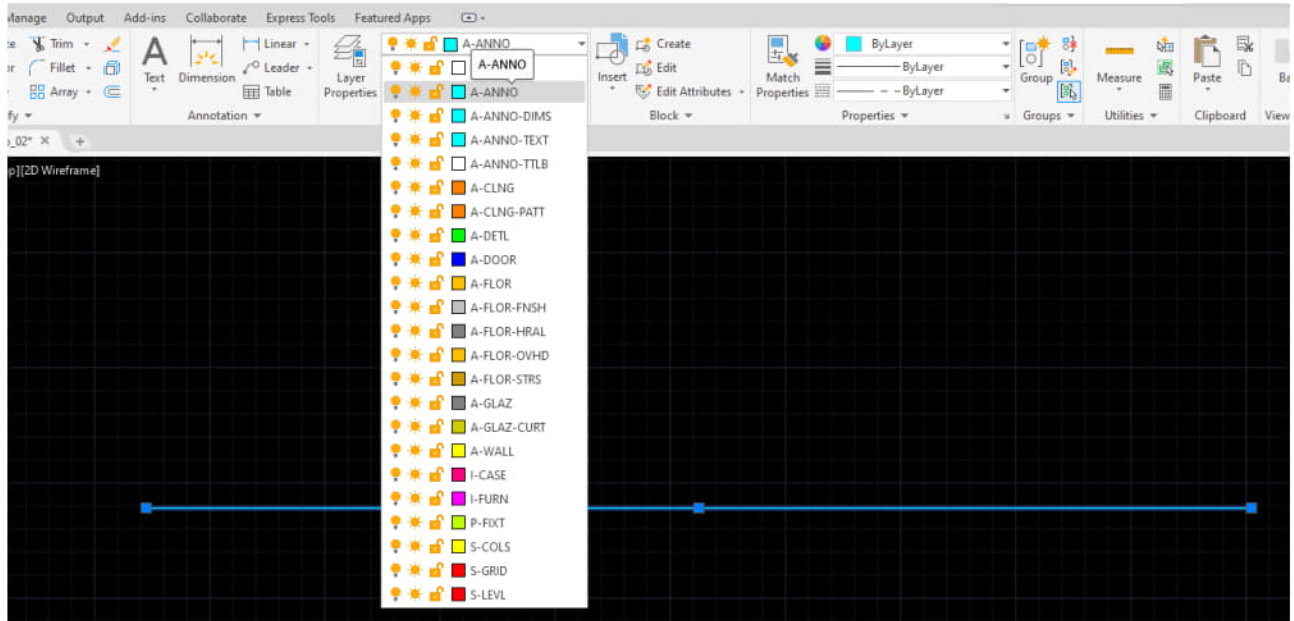 Manage Output Add-ins Collaborate Express Tools Featured Apps
Trim Linear A-ANNO Create ByLayer
Fillet Leader A-ANNO Edit ByLayer
Text Dimension Layer Insert Match Group Measure Paste
Array Table Properties A-ANNO Edit Attributes Properties ByLayer
Annotation A-ANNO-DIMS Block Properties Groups Utilities Clipboard View
_02*
A-ANNO-TEXT
A-ANNO-TTLB
p][2D Wireframe]
A-CLNG
A-CLNG-PATT
A-DETL
A-DOOR
A-FLOR
A-FLOR-FNSH
A-FLOR-HRAL
A-FLOR-OVHD
A-FLOR-STRS
A-GLAZ
A-GLAZ-CURT
A-WALL
I-CASE
I-FURN
P-FIXT
S-COLS
S-GRID
S-LEVL